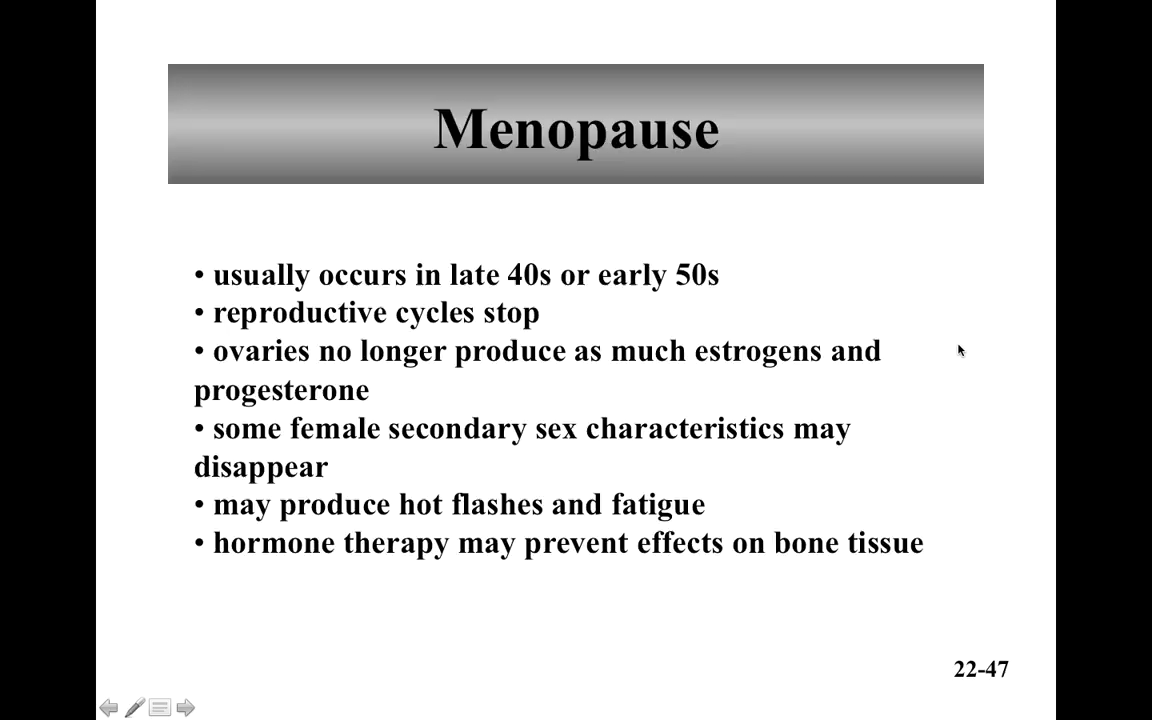 Menopause
• usually occurs in late 40s or early 50s
• reproductive cycles stop
• ovaries no longer produce as much estrogens and
progesterone
• some female secondary sex characteristics may
disappear
• may produce hot flashes and fatigue
• hormone therapy may prevent effects on bone tissue
22-47